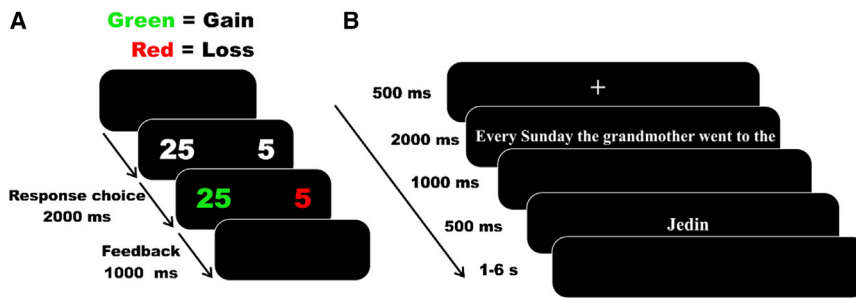 A
Green = Gain
Red = Loss
25 5
Response choice
2000 ms
25 5
Feedback
1000 ms
B
500 ms
+
2000 ms
Every Sunday the grandmother went to the
1000 ms
500 ms
Jedin
1-6 s